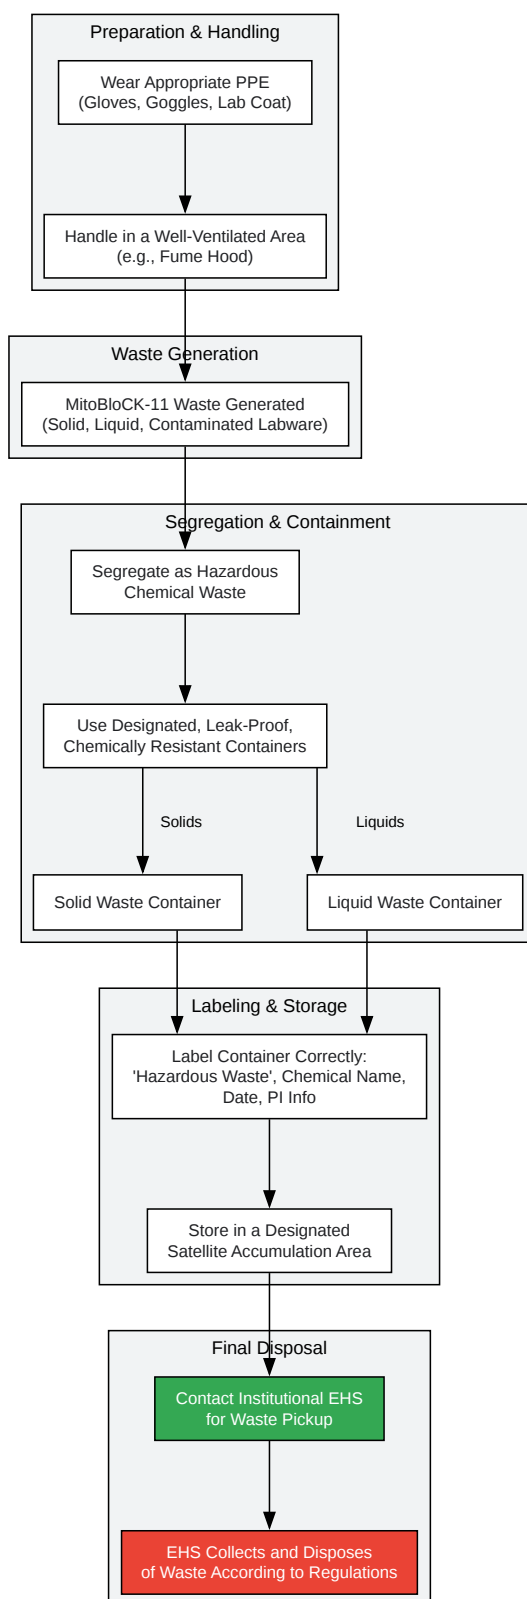 Preparation & Handling
Wear Appropriate PPE
(Gloves, Goggles, Lab Coat)
Handle in a Well-Ventilated Area
(e.g., Fume Hood)
Waste Generation
MitoBloCK-11 Waste Generated
(Solid, Liquid, Contaminated Labware)
Segregation & Containment
Segregate as Hazardous
Chemical Waste
Use Designated, Leak-Proof,
Chemically Resistant Containers
Solids
Liquids
Solid Waste Container
Liquid Waste Container
Labeling & Storage
Label Container Correctly:
'Hazardous Waste', Chemical Name,
Date, PI Info
Store in a Designated
Satellite Accumulation Area
Final Disposal
Contact Institutional EHS
for Waste Pickup
EHS Collects and Disposes
of Waste According to Regulations